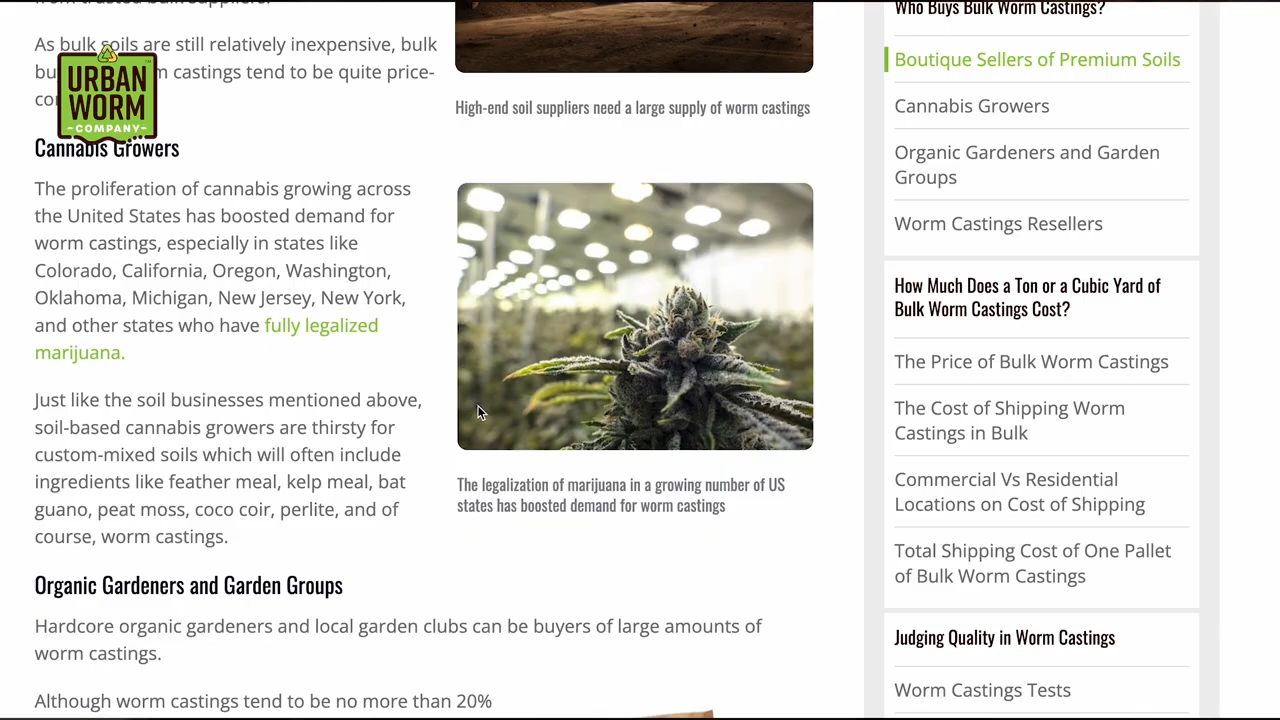 As bulk soils are still relatively inexpensive, bulk
castings tend to be quite price-
URBAN
WORM
™
COMPANY
Cannabis Growers
The proliferation of cannabis growing across
the United States has boosted demand for
worm castings, especially in states like
Colorado, California, Oregon, Washington,
Oklahoma, Michigan, New Jersey, New York,
and other states who have fully legalized
marijuana.
Just like the soil businesses mentioned above,
soil-based cannabis growers are thirsty for
custom-mixed soils which will often include
ingredients like feather meal, kelp meal, bat
guano, peat moss, coco coir, perlite, and of
course, worm castings.
High-end soil suppliers need a large supply of worm castings
The legalization of marijuana in a growing number of US
states has boosted demand for worm castings
Organic Gardeners and Garden Groups
Hardcore organic gardeners and local garden clubs can be buyers of large amounts of
worm castings.
Although worm castings tend to be no more than 20%
Who Buys Bulk Worm Castings?
Boutique Sellers of Premium Soils
Cannabis Growers
Organic Gardeners and Garden
Groups
Worm Castings Resellers
How Much Does a Ton or a Cubic Yard of
Bulk Worm Castings Cost?
The Price of Bulk Worm Castings
The Cost of Shipping Worm
Castings in Bulk
Commercial Vs Residential
Locations on Cost of Shipping
Total Shipping Cost of One Pallet
of Bulk Worm Castings
Judging Quality in Worm Castings
Worm Castings Tests